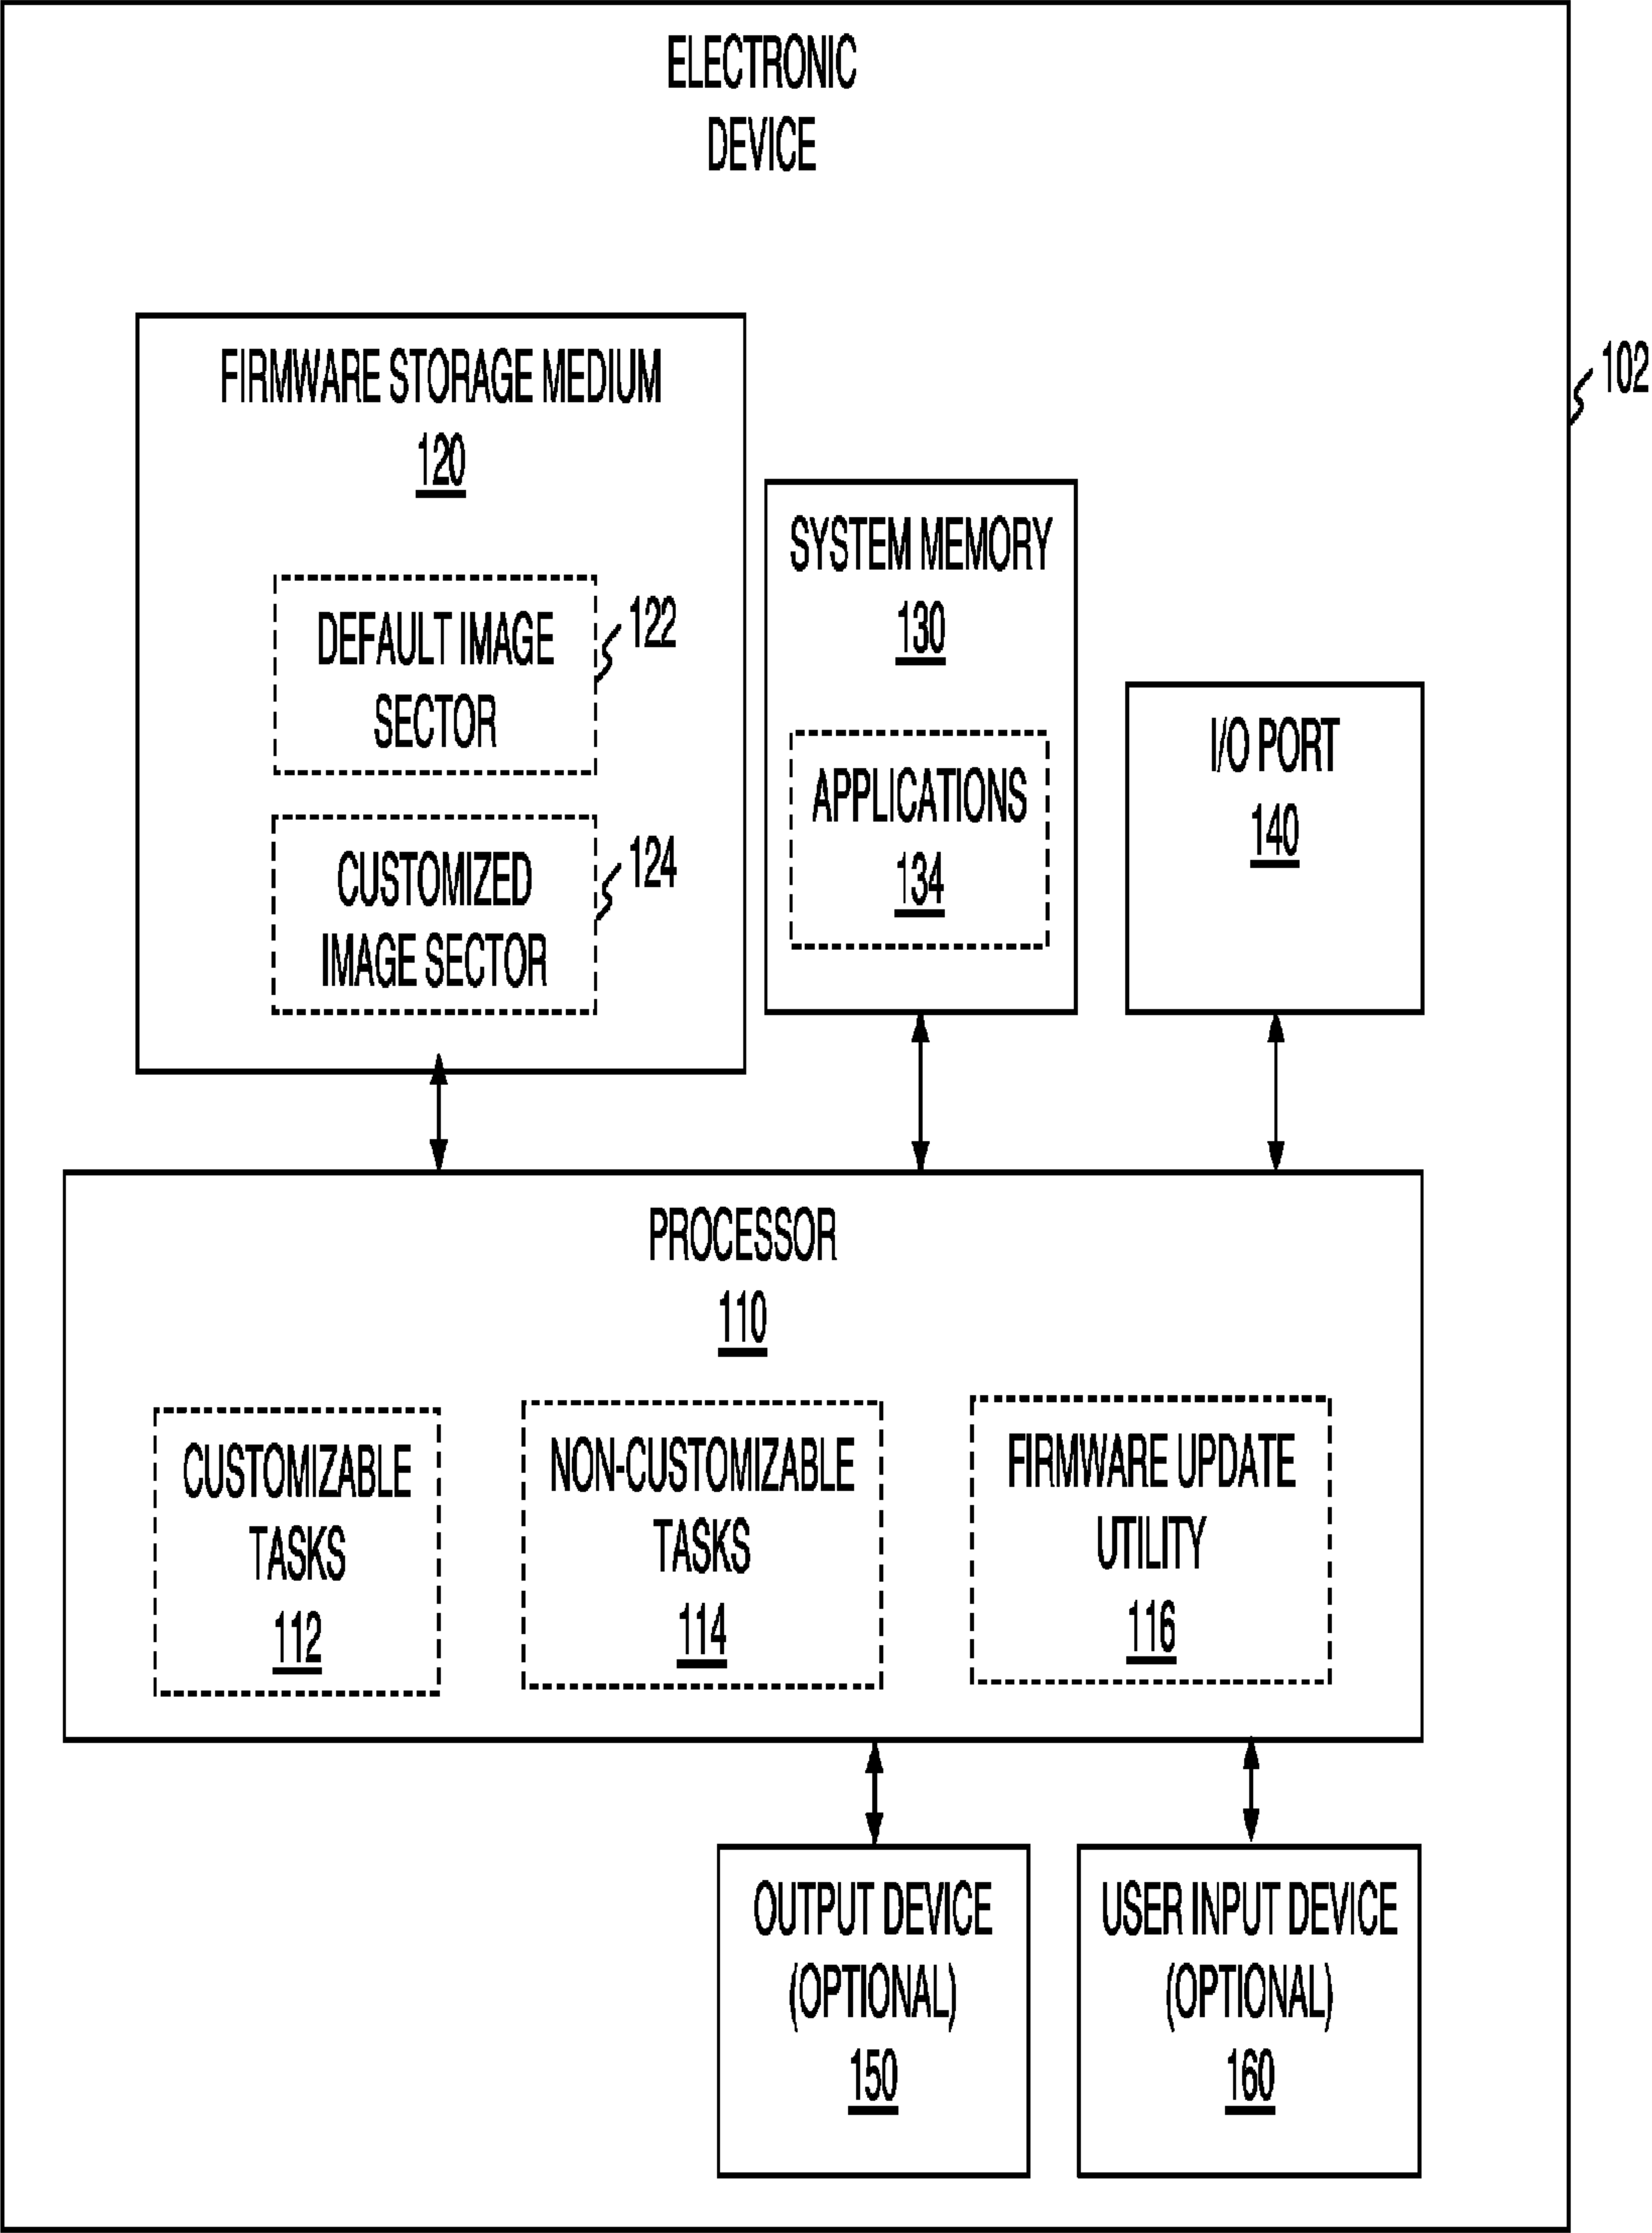 ELECTRONIC
DEVICE
102
FIRMWARE STORAGE MEDIUM
120
DEFAULT IMAGE
SECTOR
122
CUSTOMIZED
IMAGE SECTOR
124
SYSTEM MEMORY
130
APPLICATIONS
134
I/O PORT
140
PROCESSOR
110
CUSTOMIZABLE
TASKS
112
NON-CUSTOMIZABLE
TASKS
114
FIRMWARE UPDATE
UTILITY
116
OUTPUT DEVICE
(OPTIONAL)
150
USER INPUT DEVICE
(OPTIONAL)
160